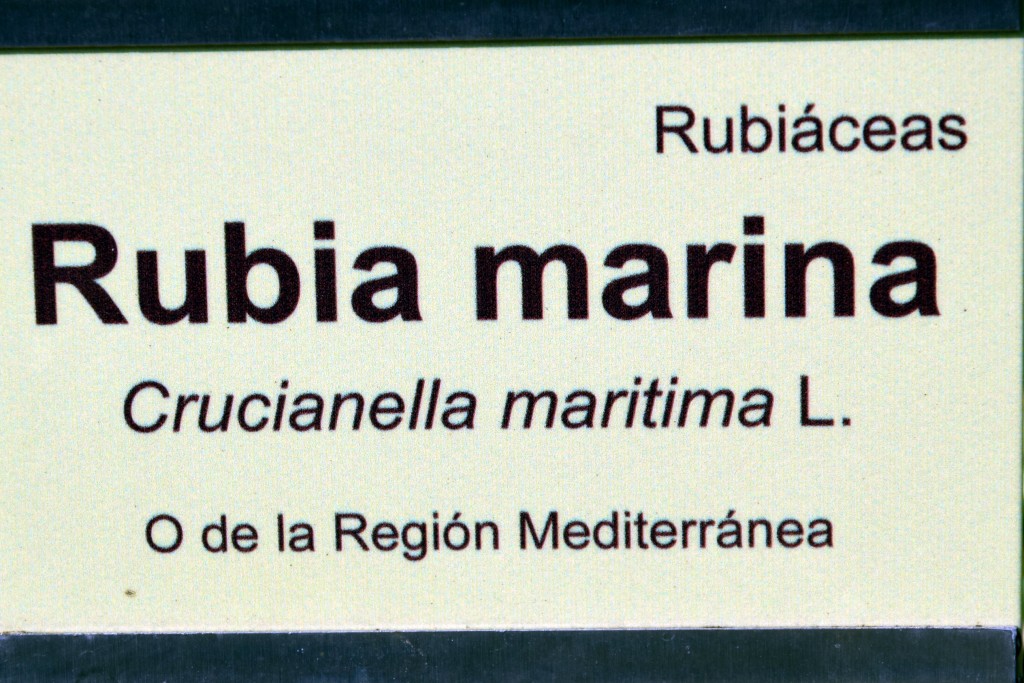 Rubiáceas
Rubia marina
Crucianella maritima L.
O de la Región Mediterránea